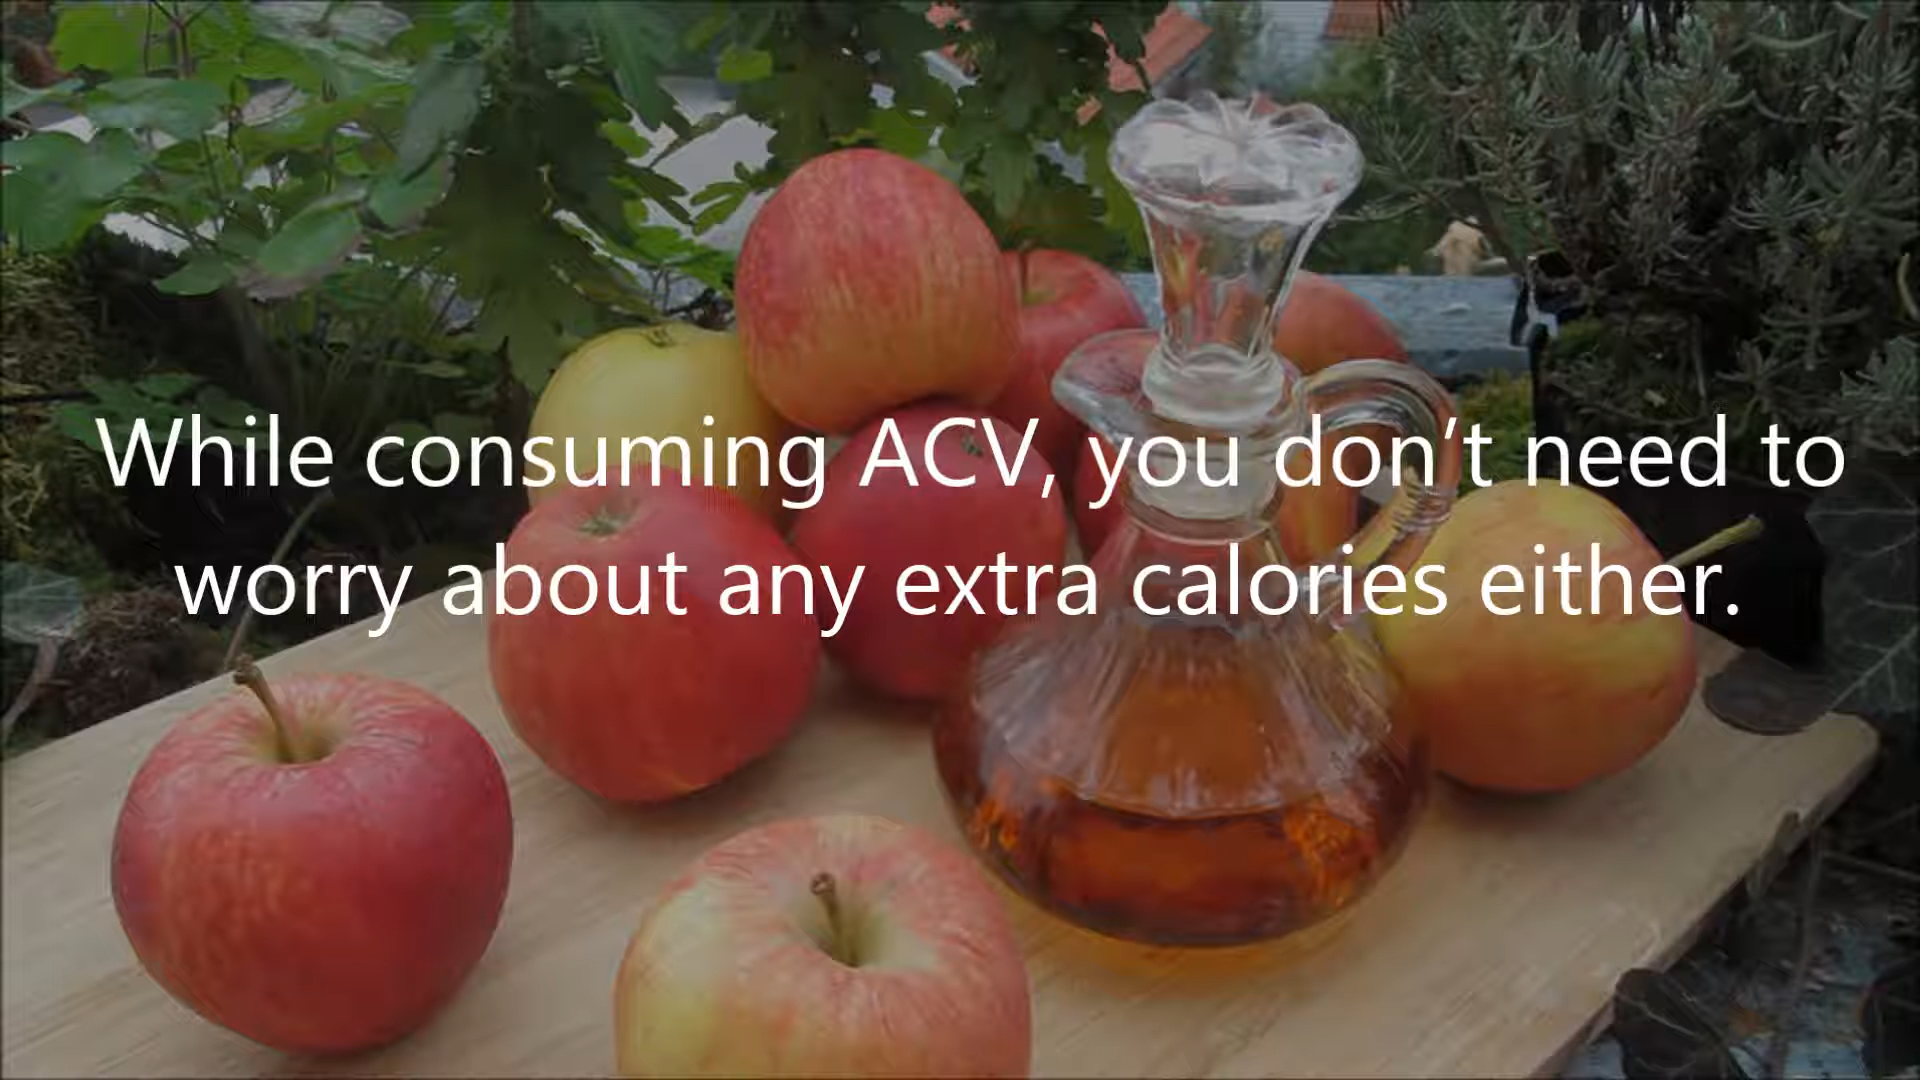 While consuming ACV, you don’t need to
worry about any extra calories either.